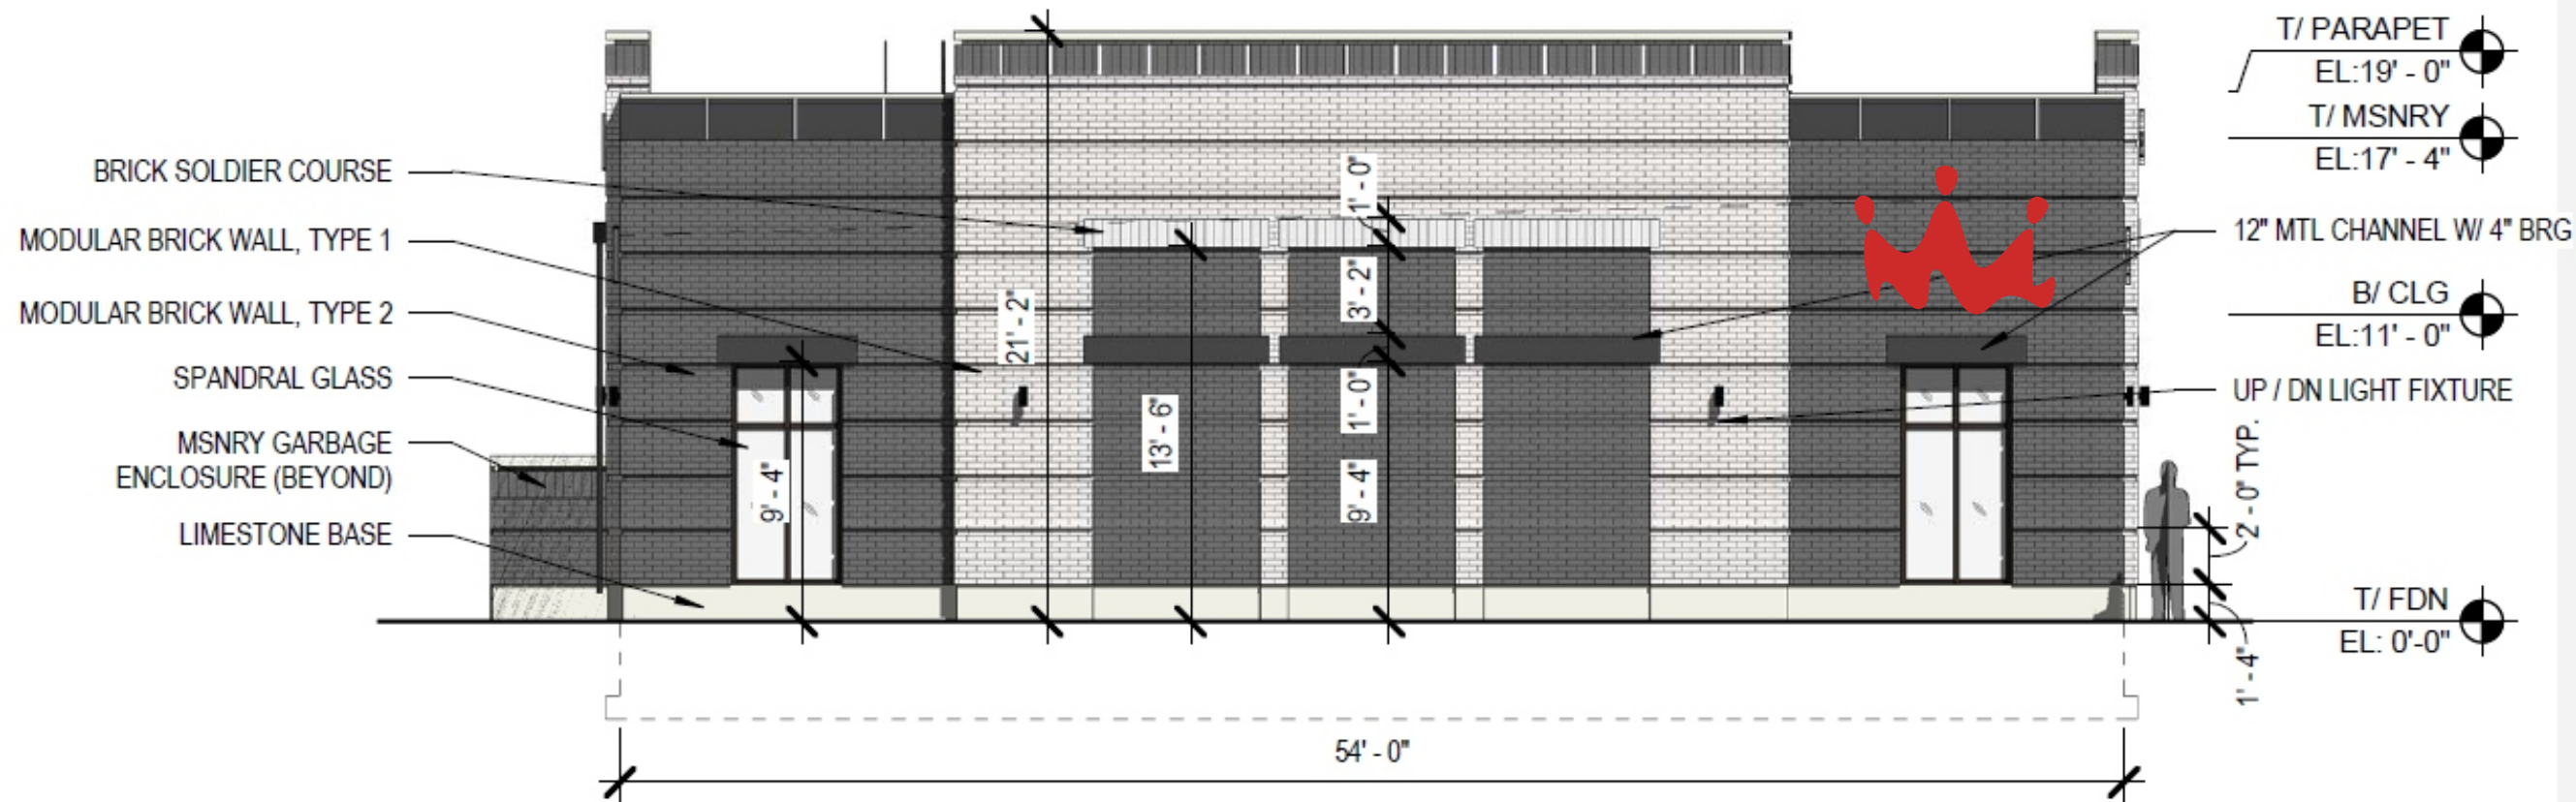 T/ PARAPET
EL:19' - 0"
T/ MSNRY
EL:17' - 4"
BRICK SOLDIER COURSE
1' - 0"
MODULAR BRICK WALL, TYPE 1
12" MTL CHANNEL W/ 4" BRG
3' - 2"
B/ CLG
EL:11' - 0"
MODULAR BRICK WALL, TYPE 2
21' - 2"
SPANDRAL GLASS
UP / DN LIGHT FIXTURE
1' - 0"
13' - 6"
MSNRY GARBAGE
ENCLOSURE (BEYOND)
9' - 4"
9' - 4"
2' - 0" TYP.
LIMESTONE BASE
T/ FDN
EL: 0'-0"
1' - 4"
54' - 0"